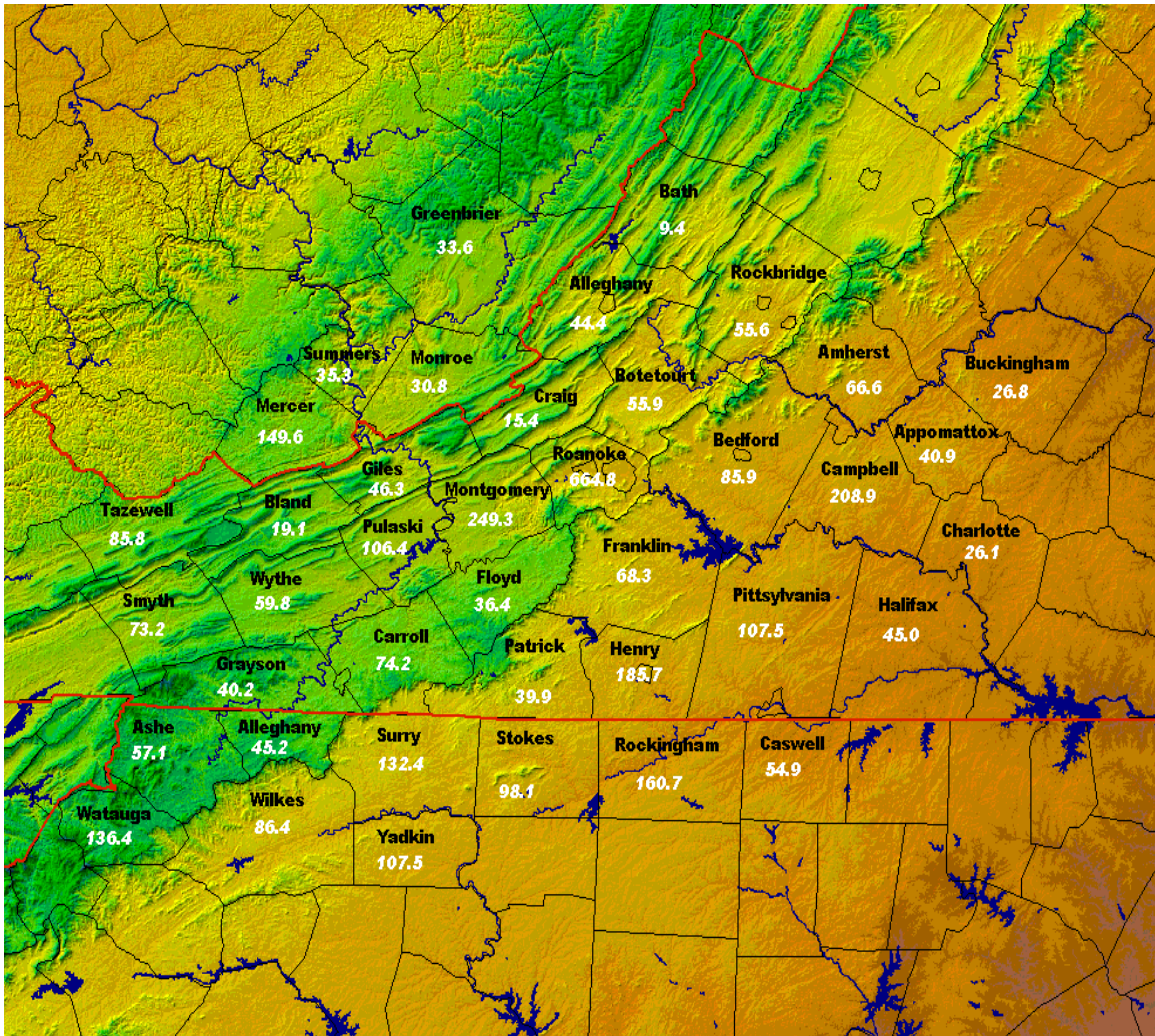 Bath
9.4
Greenbrier
33.6
Rockbridge
55.6
Alleghany
44.4
Summers
35.3
Monroe
30.8
Amherst
66.6
Buckingham
26.8
Botetourt
55.9
Craig
15.4
Mercer
149.6
Bedford
85.9
Appomattox
40.9
Roanoke
664.8
Campbell
208.9
Giles
46.3
Montgomery
249.3
Tazewell
85.8
Bland
19.1
Pulaski
106.4
Charlotte
26.1
Franklin
68.3
Floyd
36.4
Wythe
59.8
Smyth
73.2
Pittsylvania
107.5
Halifax
45.0
Carroll
74.2
Patrick
39.9
Henry
185.7
Grayson
40.2
Ashe
57.1
Alleghany
45.2
Surry
132.4
Stokes
98.1
Rockingham
160.7
Caswell
54.9
Wilkes
86.4
Watauga
136.4
Yadkin
107.5